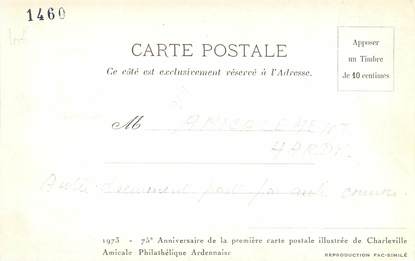 1460
CARTE POSTALE
Ce côté est exclusivement réservé à l'Adresse.
Apposer
un Timbre
de 10 centimes
M
1973 - 75e Anniversaire de la première carte postale illustrée de Charleville
Amicale Philathélique Ardennaise
REPRODUCTION FAC-SIMILÉ